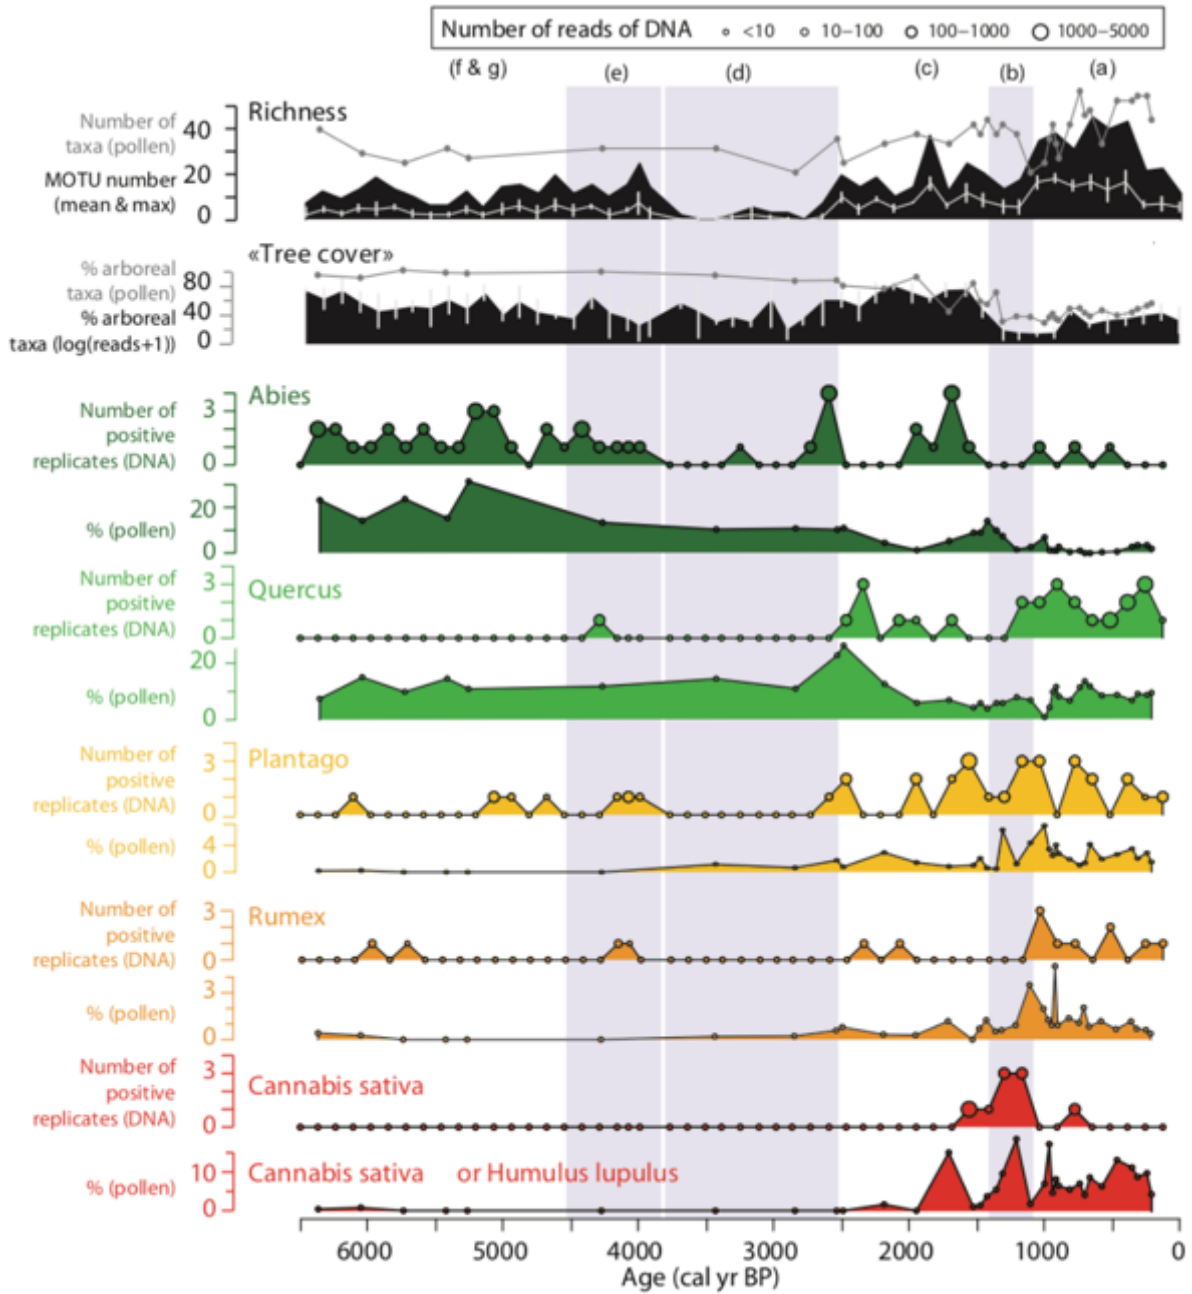 Number of reads of DNA <10 10–100 100–1000 1000–5000
(f & g) (e) (d) (c) (b) (a)
Richness
Number of
taxa (pollen)
MOTU number
(mean & max)
40
20
0
«Tree cover»
% arboreal
taxa (pollen)
% arboreal
taxa (log(reads+1))
80
40
0
Abies
Number of
positive
replicates (DNA)
3
0
% (pollen)
20
0
Quercus
Number of
positive
replicates (DNA)
3
0
% (pollen)
20
0
Plantago
Number of
positive
replicates (DNA)
3
0
% (pollen)
4
0
Rumex
Number of
positive
replicates (DNA)
3
0
% (pollen)
3
0
Cannabis sativa
Number of
positive
replicates (DNA)
3
0
Cannabis sativa or Humulus lupulus
% (pollen)
10
0
6000 5000 4000 3000 2000 1000 0
Age (cal yr BP)